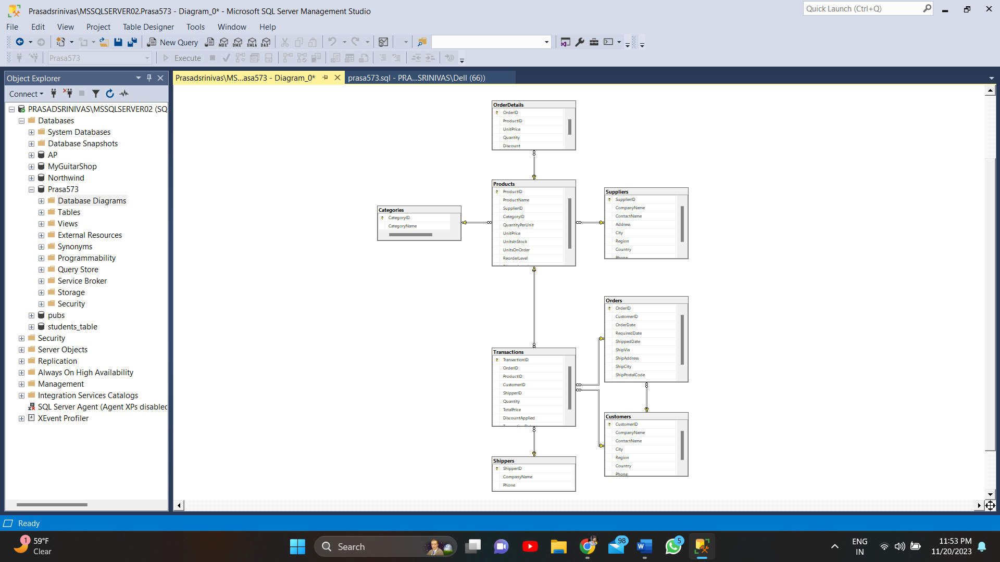 Prasadsrinivas\MSSQLSERVER02.Prasa573 - Diagram_0* - Microsoft SQL Server Management Studio
Quick Launch (Ctrl+Q)
File Edit View Project Table Designer Tools Window Help
New Query MDX DMX XMLA DAX
Prasa573 Execute
Object Explorer
Connect
PRASADSRINIVAS\MSSQLSERVER02 (SQ
Databases
System Databases
Database Snapshots
AP
MyGuitarShop
Northwind
Prasa573
Database Diagrams
Tables
Views
External Resources
Synonyms
Programmability
Query Store
Service Broker
Storage
Security
pubs
students_table
Security
Server Objects
Replication
Always On High Availability
Management
Integration Services Catalogs
SQL Server Agent (Agent XPs disabled
XEvent Profiler
Prasadsrinivas\MS...asa573 - Diagram_0*
prasa573.sql - PRA...SRINIVAS\Dell (66))
OrderDetails
OrderID
ProductID
UnitPrice
Quantity
Discount
Products
ProductID
ProductName
SupplierID
CategoryID
QuantityPerUnit
UnitPrice
UnitsInStock
UnitsOnOrder
ReorderLevel
Categories
CategoryID
CategoryName
Suppliers
SupplierID
CompanyName
ContactName
Address
City
Region
Country
Phone
Orders
OrderID
CustomerID
OrderDate
RequiredDate
ShippedDate
ShipVia
ShipAddress
ShipCity
ShipPostalCode
Transactions
TransactionID
OrderID
ProductID
CustomerID
ShipperID
Quantity
TotalPrice
DiscountApplied
Customers
CustomerID
CompanyName
ContactName
City
Region
Country
Phone
Shippers
ShipperID
CompanyName
Phone
Ready
1
59°F
Clear
Search
98
W
5
ENG
IN
11:53 PM
11/20/2023